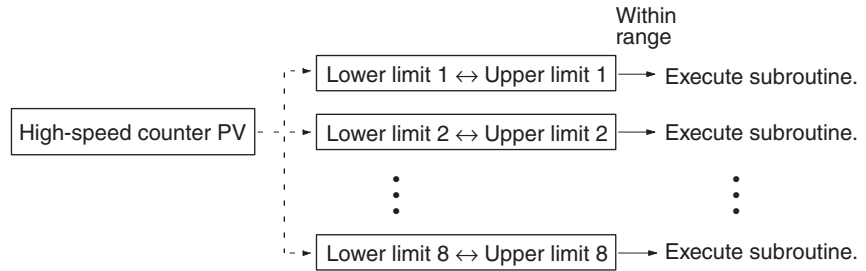 Within
range
Lower limit 1 ↔ Upper limit 1
Execute subroutine.
High-speed counter PV
Lower limit 2 ↔ Upper limit 2
Execute subroutine.
Lower limit 8 ↔ Upper limit 8
Execute subroutine.